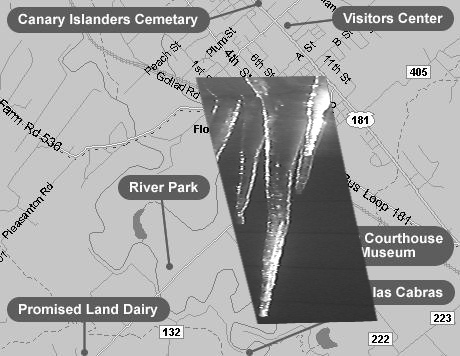 Canary Islanders Cemetery
Visitors Center
Plum St
A St
B St
Peach St
4th St
6th St
11th St
1st
Goliad Rd
405
Farm Rd 536
Flo
181
River Park
Pleasanton Rd
Bus Loop 181
Courthouse
Museum
las Cabras
Promised Land Dairy
132
222
223